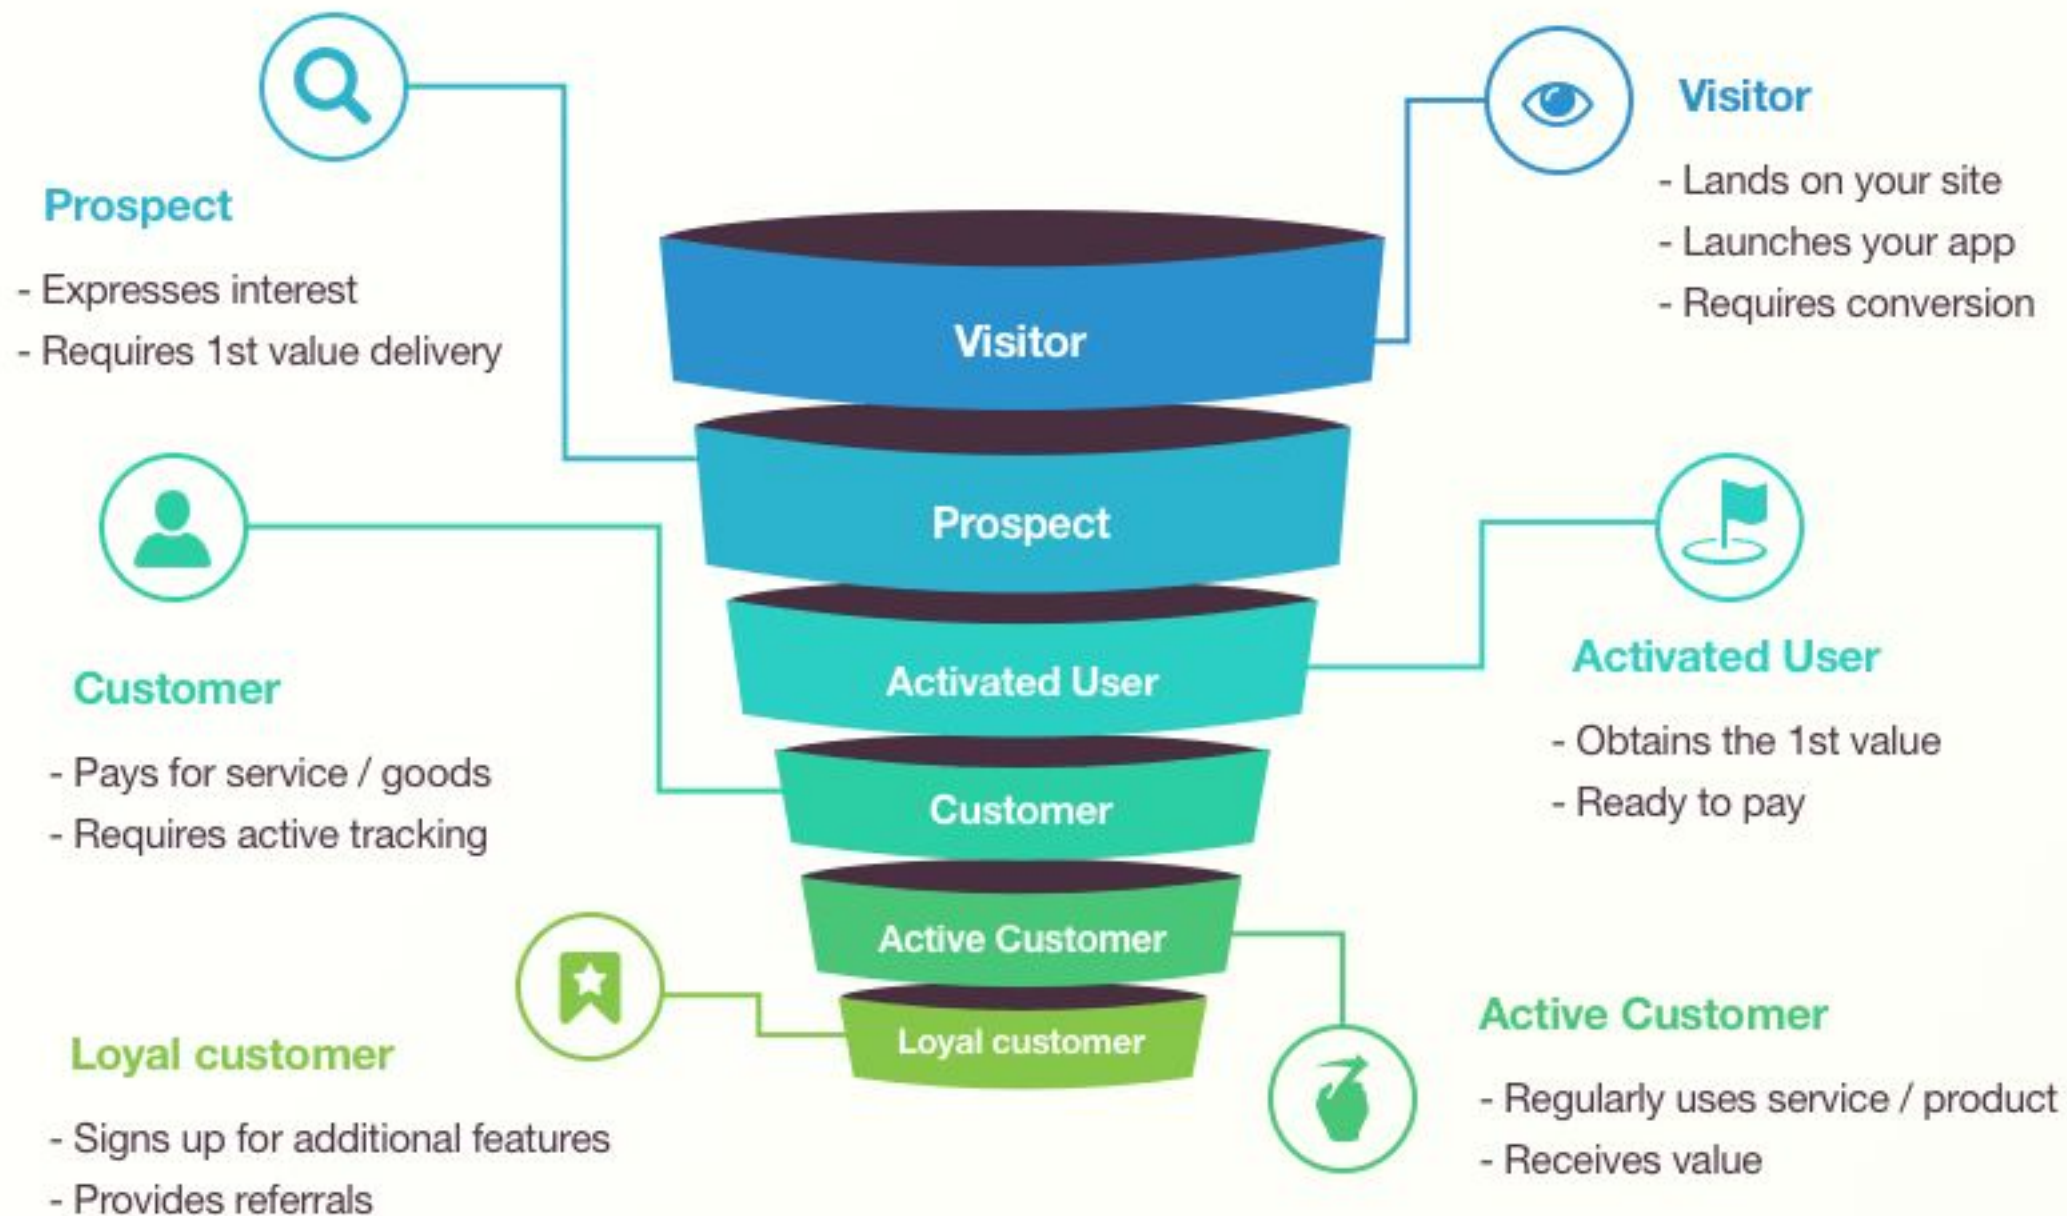 Visitor
- Lands on your site
- Launches your app
- Requires conversion
Prospect
- Expresses interest
- Requires 1st value delivery
Visitor
Prospect
Activated User
Customer
Active Customer
Loyal customer
Activated User
- Obtains the 1st value
- Ready to pay
Customer
- Pays for service / goods
- Requires active tracking
Active Customer
- Regularly uses service / product
- Receives value
Loyal customer
- Signs up for additional features
- Provides referrals